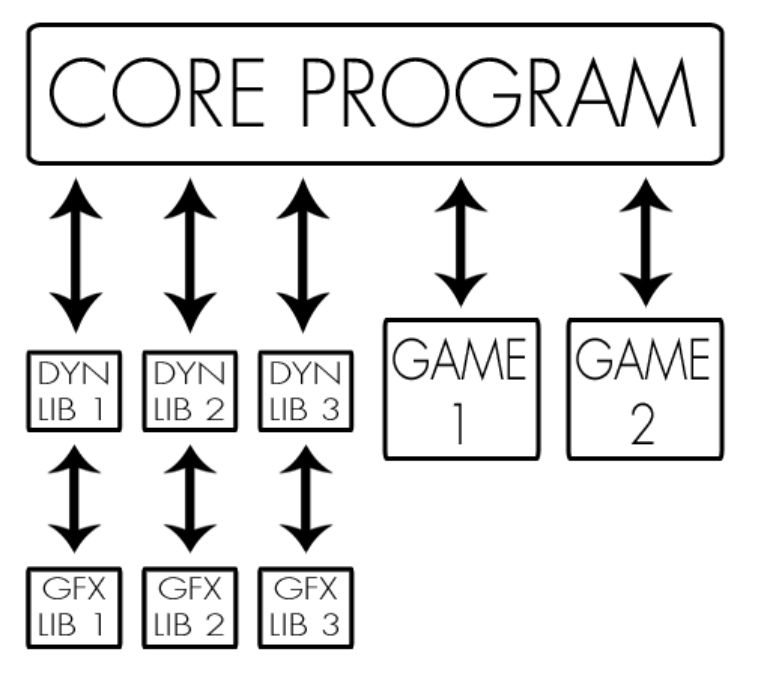 CORE PROGRAM
DYN
LIB 1
DYN
LIB 2
DYN
LIB 3
GAME
1
GAME
2
GFX
LIB 1
GFX
LIB 2
GFX
LIB 3